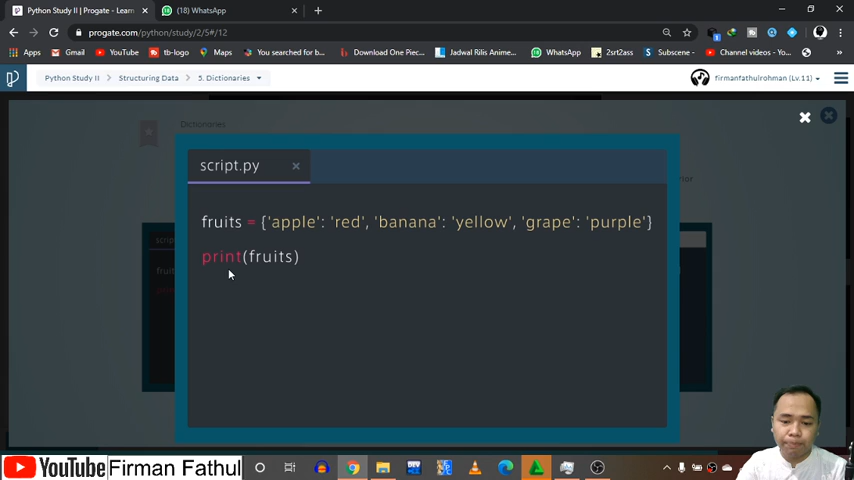 Python Study II | Progate - Learn
(18) WhatsApp
progate.com/python/study/2/5#/12
Apps
Gmail
YouTube
tb-logo
Maps
You searched for b...
Download One Piec...
Jadwal Rilis Anime...
WhatsApp
2srt2ass
Subscene -
Channel videos - Y...
Python Study II
Structuring Data
5. Dictionaries
firmanfathulrohman (Lv.11)
Dictionaries
script.py
fruits = {'apple': 'red', 'banana': 'yellow', 'grape': 'purple'}
print(fruits)
YouTube Firman Fathul